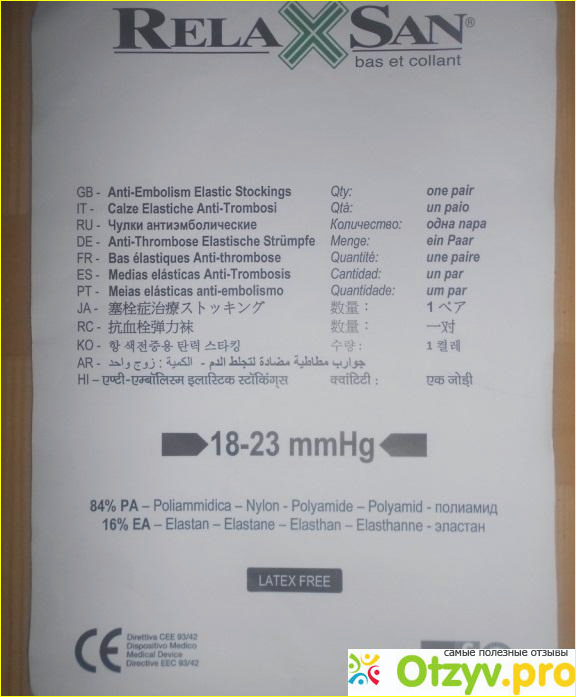 RELAXSAN®
bas et collant
GB - Anti-Embolism Elastic Stockings Qty: one pair
IT - Calze Elastiche Anti-Trombosi Qtà: un paio
RU - Чулки антиэмболические Количество: одна пара
DE - Anti-Thrombose Elastische Strümpfe Menge: ein Paar
FR - Bas élastiques Anti-thrombose Quantité: une paire
ES - Medias elásticas Anti-Trombosis Cantidad: un par
PT - Meias elásticas anti-embolismo Quantidade: um par
JA - 塞栓症治療ストッキング 数量： 1 ペア
RC - 抗血栓弹力袜 数量： 一对
KO - 항 색전증용 탄력 스타킹 수량: 1 켤레
AR - جوارب مطاطية مضادة لتجلط الدم - الكمية : زوج واحد
HI – एण्टी-एम्बॉलिस्म इलास्टिक स्टॉकिंग्स क्वांटिटी : एक जोड़ी
18-23 mmHg
84% PA – Poliammidica – Nylon - Polyamide – Polyamid - полиамид
16% EA – Elastan – Elastane – Elasthan – Elasthanne - эластан
LATEX FREE
CE
Direttiva CEE 93/42
Dispositivo Medico
Medical Device
Directive EEC 93/42
самые полезные отзывы
Otzyv.pro